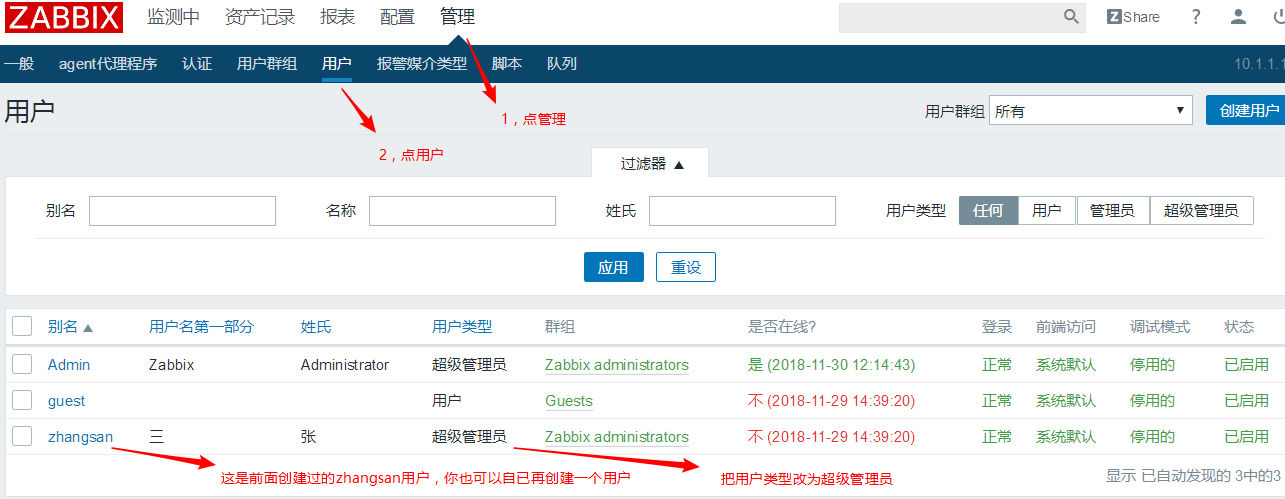 ZABBIX 监测中 资产记录 报表 配置 管理 Z Share ?
一般 agent代理程序 认证 用户群组 用户 报警媒介类型 脚本 队列 10.1.1.1
用户 用户群组 所有 创建用户
1，点管理
2，点用户
过滤器
别名 名称 姓氏 用户类型 任何 用户 管理员 超级管理员
应用 重设
别名 用户名第一部分 姓氏 用户类型 群组 是否在线? 登录 前端访问 调试模式 状态
Admin Zabbix Administrator 超级管理员 Zabbix administrators 是 (2018-11-30 12:14:43) 正常 系统默认 停用的 已启用
guest 用户 Guests 不 (2018-11-29 14:39:20) 正常 系统默认 停用的 已启用
zhangsan 三 张 超级管理员 Zabbix administrators 不 (2018-11-29 14:39:20) 正常 系统默认 停用的 已启用
显示 已自动发现的 3中的3
这是前面创建过的zhangsan用户，你也可以自已再创建一个用户 把用户类型改为超级管理员